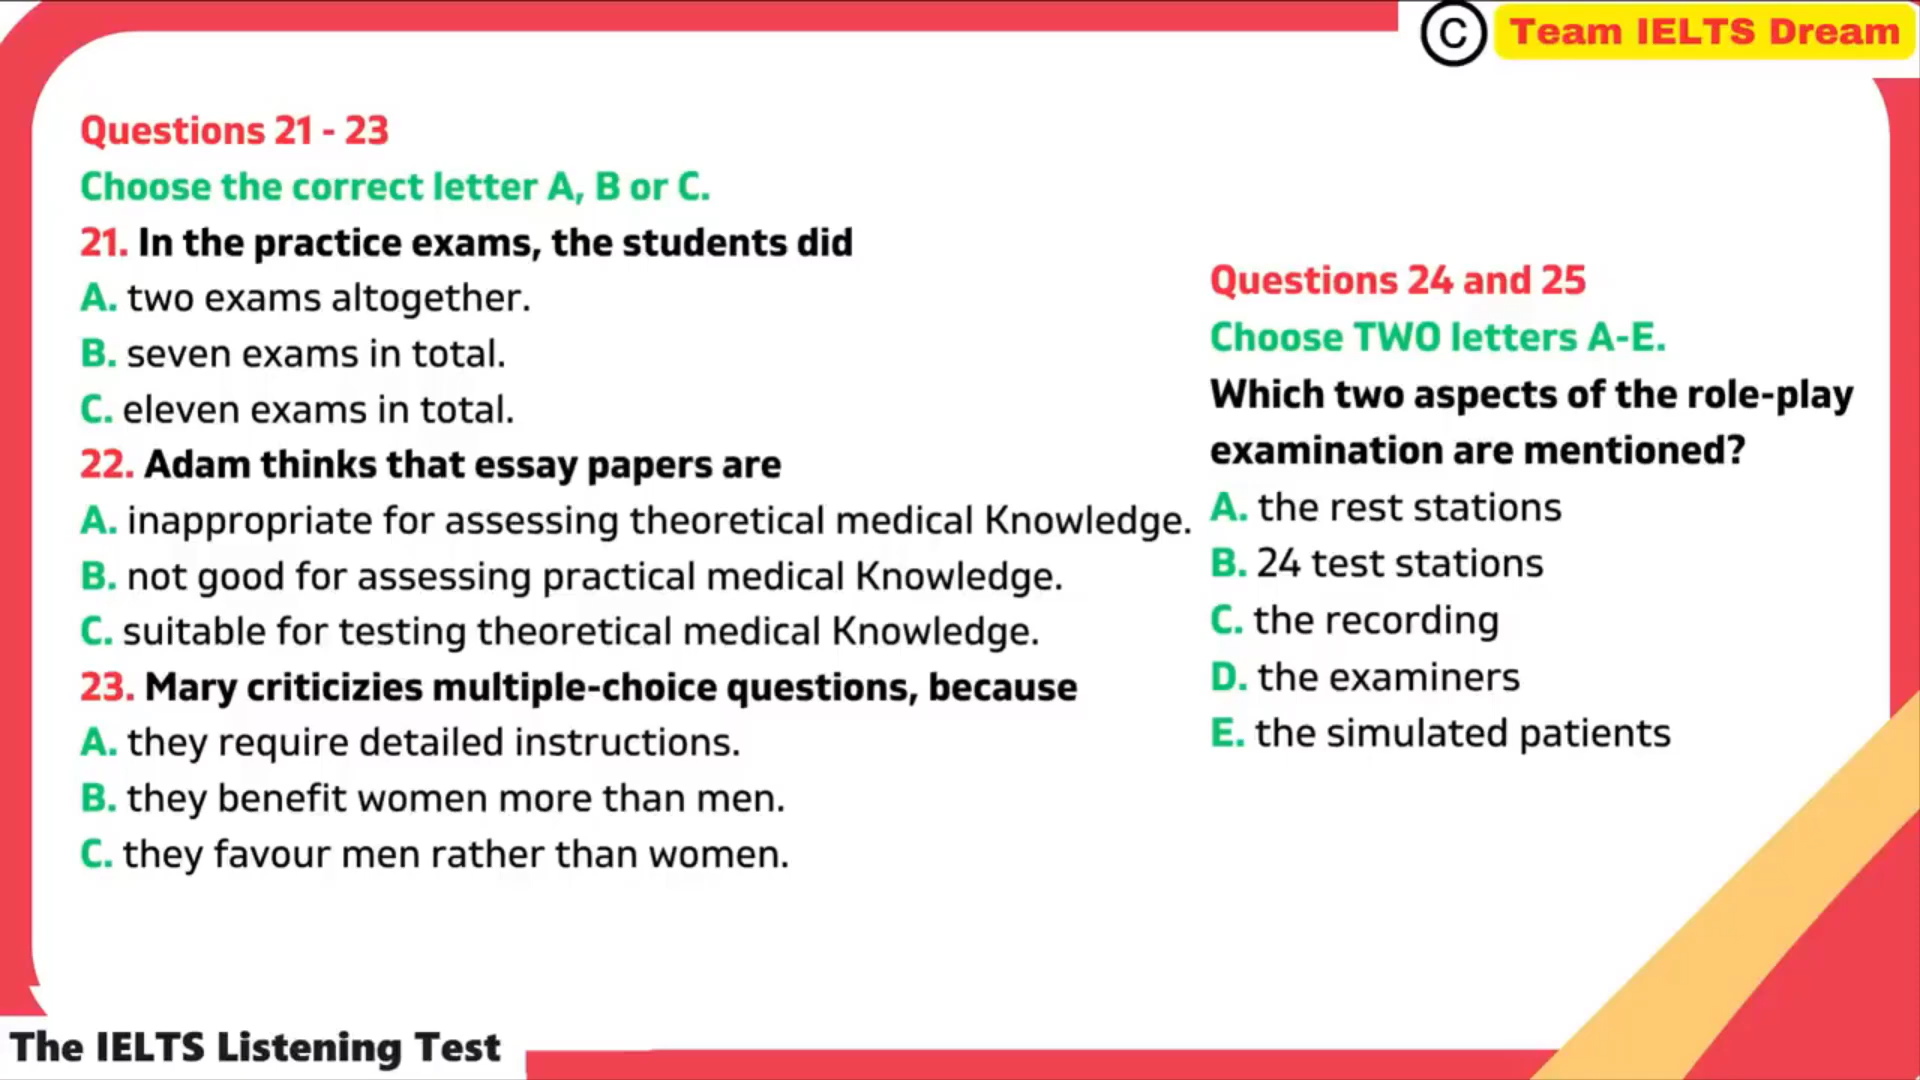 © Team IELTS Dream
Questions 21 - 23
Choose the correct letter A, B or C.
21. In the practice exams, the students did
A. two exams altogether.
B. seven exams in total.
C. eleven exams in total.
22. Adam thinks that essay papers are
A. inappropriate for assessing theoretical medical Knowledge.
B. not good for assessing practical medical Knowledge.
C. suitable for testing theoretical medical Knowledge.
23. Mary criticizies multiple-choice questions, because
A. they require detailed instructions.
B. they benefit women more than men.
C. they favour men rather than women.
Questions 24 and 25
Choose TWO letters A-E.
Which two aspects of the role-play
examination are mentioned?
A. the rest stations
B. 24 test stations
C. the recording
D. the examiners
E. the simulated patients
The IELTS Listening Test